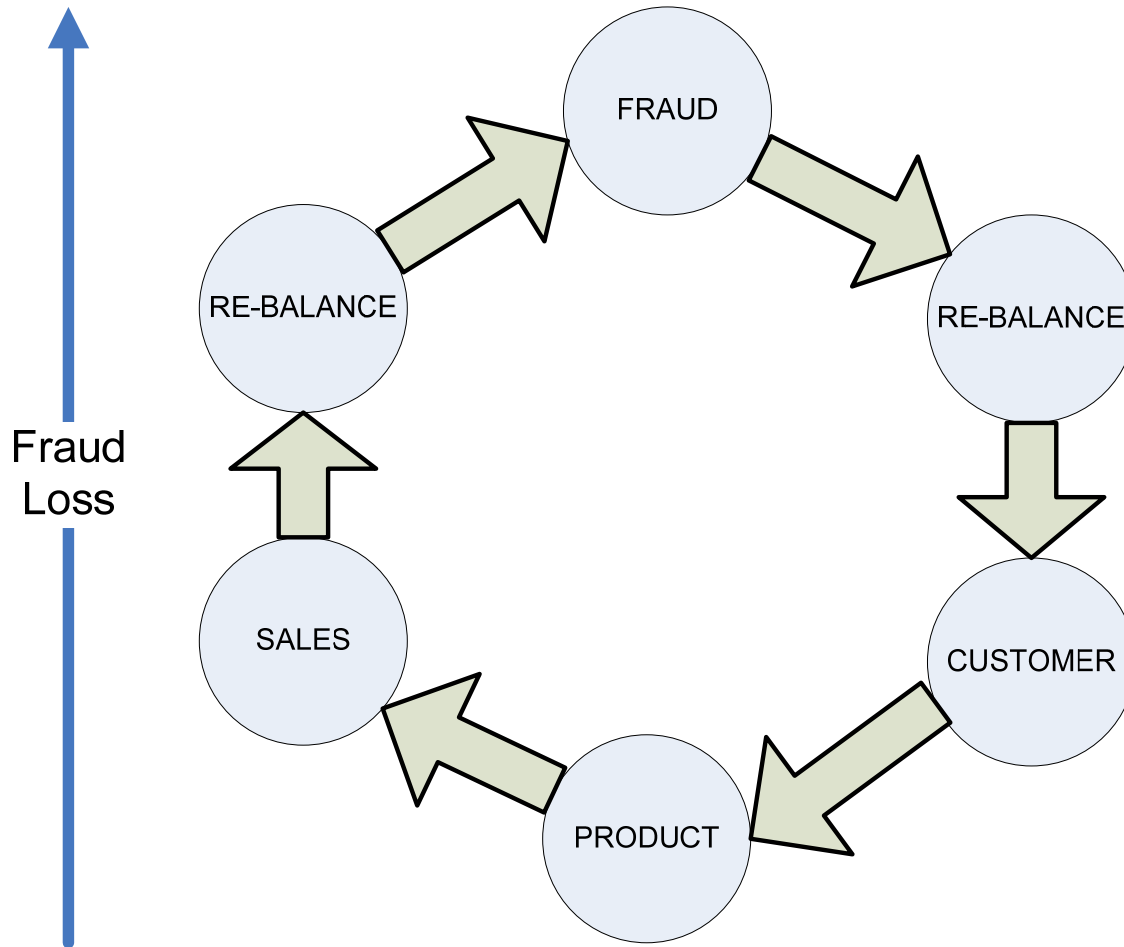 FRAUD
RE-BALANCE
RE-BALANCE
Fraud
Loss
SALES
CUSTOMER
PRODUCT